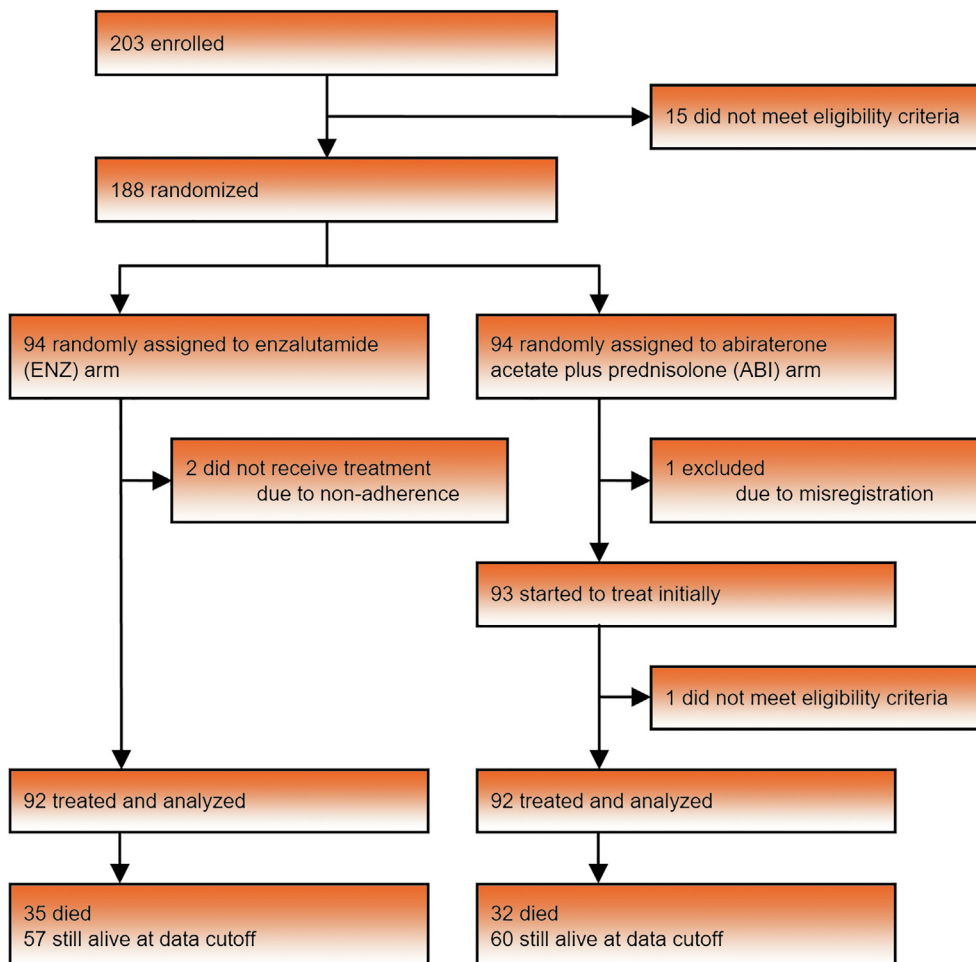 203 enrolled
15 did not meet eligibility criteria
188 randomized
94 randomly assigned to enzalutamide
(ENZ) arm
94 randomly assigned to abiraterone
acetate plus prednisolone (ABI) arm
2 did not receive treatment
due to non-adherence
1 excluded
due to misregistration
93 started to treat initially
1 did not meet eligibility criteria
92 treated and analyzed
92 treated and analyzed
35 died
57 still alive at data cutoff
32 died
60 still alive at data cutoff